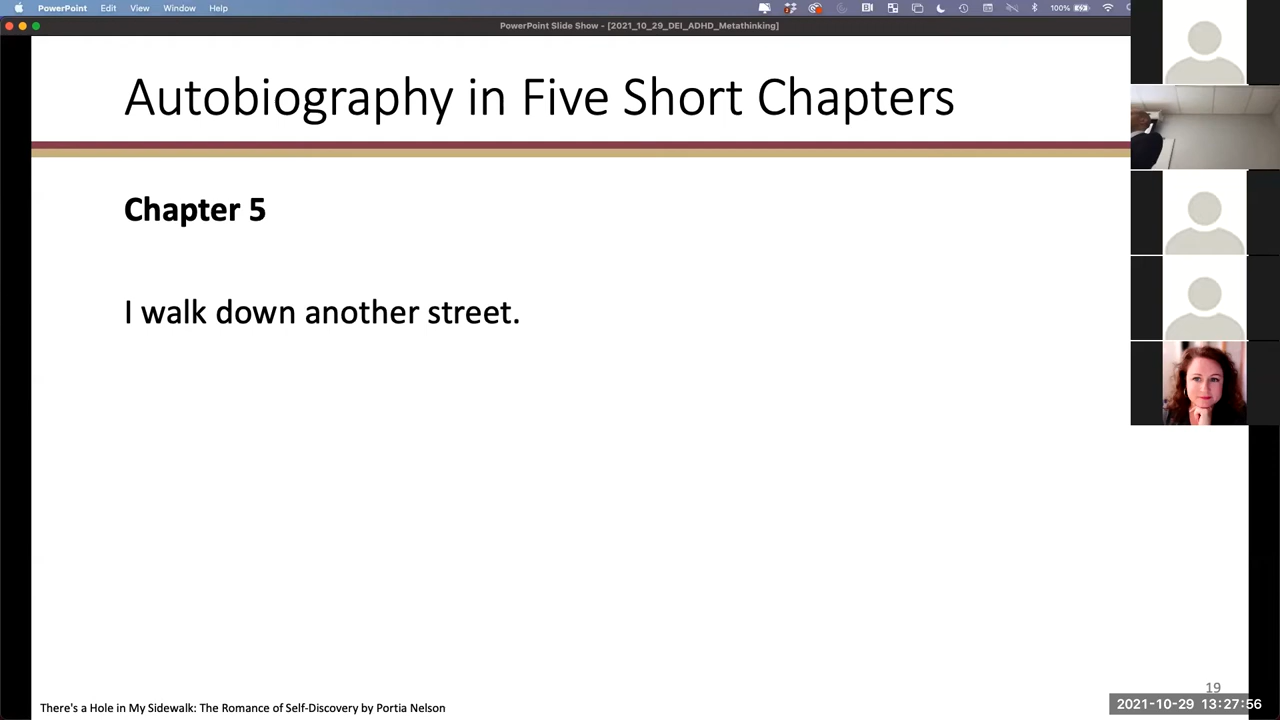 PowerPoint Edit View Window Help 100%
PowerPoint Slide Show - [2021_10_29_DEI_ADHD_Metathinking]
Autobiography in Five Short Chapters
Chapter 5
I walk down another street.
19
There's a Hole in My Sidewalk: The Romance of Self-Discovery by Portia Nelson
2021-10-29 13:27:56